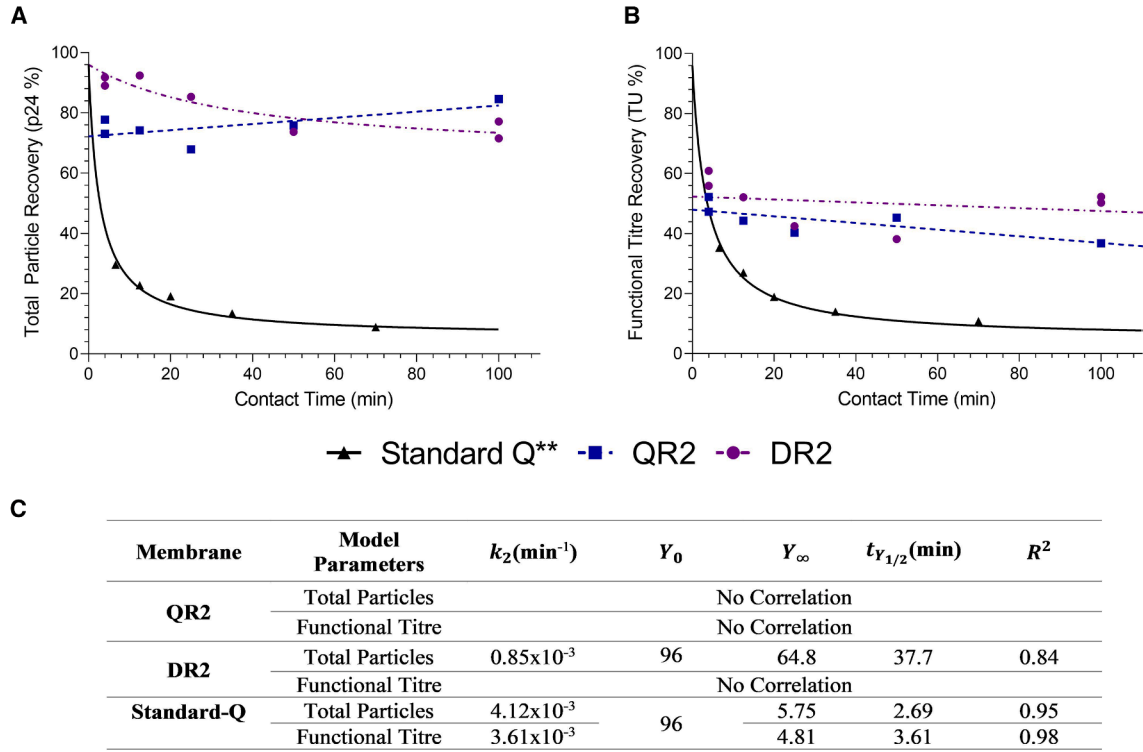 A
B
Total Particle Recovery (p24 %)
100
80
60
40
20
0
0 20 40 60 80 100
Contact Time (min)
Functional Titre Recovery (TU %)
100
80
60
40
20
0
0 20 40 60 80 100
Contact Time (min)
Standard Q** QR2 DR2
C
Membrane Model Parameters k₂(min⁻¹) Y₀ Y∞ t_Y₁/₂(min) R²
QR2 Total Particles No Correlation
Functional Titre No Correlation
DR2 Total Particles 0.85x10⁻³ 96 64.8 37.7 0.84
Functional Titre No Correlation
Standard-Q Total Particles 4.12x10⁻³ 96 5.75 2.69 0.95
Functional Titre 3.61x10⁻³ 4.81 3.61 0.98